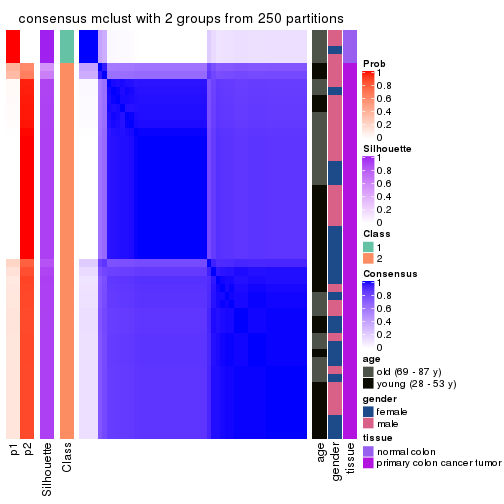 consensus mclust with 2 groups from 250 partitions
Prob
1
0.8
0.6
0.4
0.2
0
Silhouette
1
0.8
0.6
0.4
0.2
0
Class
1
2
Consensus
1
0.8
0.6
0.4
0.2
0
age
old (69 - 87 y)
young (28 - 53 y)
gender
female
male
tissue
normal colon
primary colon cancer tumor
p1
p2
Silhouette
Class
age
gender
tissue